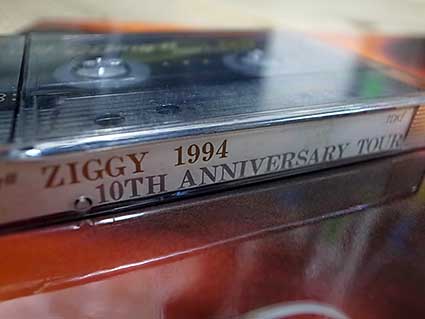 ZIGGY 1994
10TH ANNIVERSARY TOUR